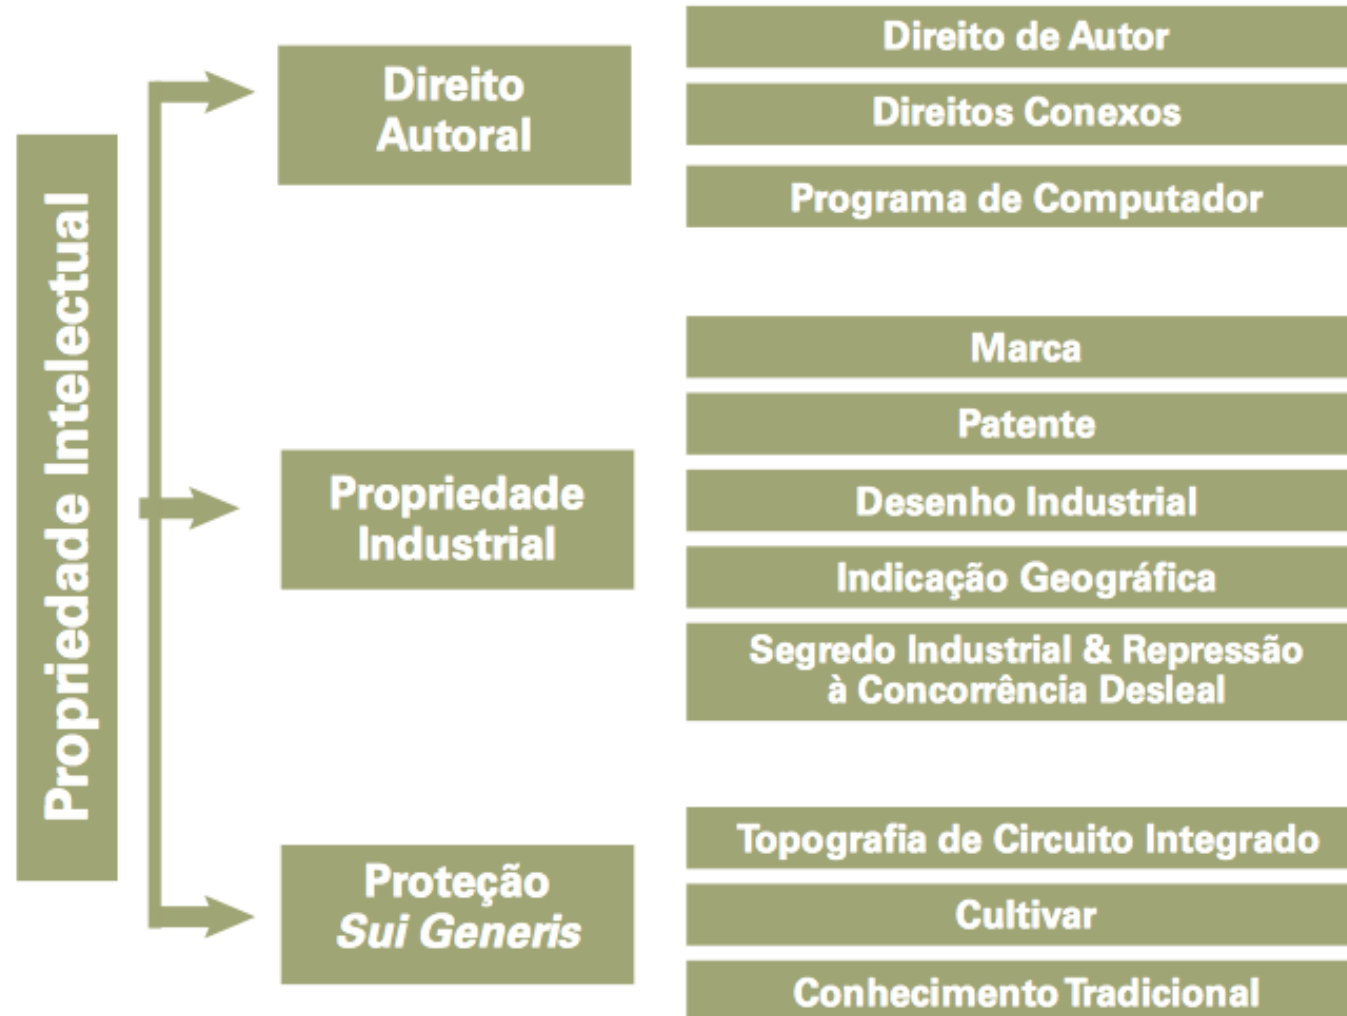 Propriedade Intelectual
Direito
Autoral
Direito de Autor
Direitos Conexos
Programa de Computador
Propriedade
Industrial
Marca
Patente
Desenho Industrial
Indicação Geográfica
Segredo Industrial & Repressão
à Concorrência Desleal
Proteção
Sui Generis
Topografia de Circuito Integrado
Cultivar
Conhecimento Tradicional